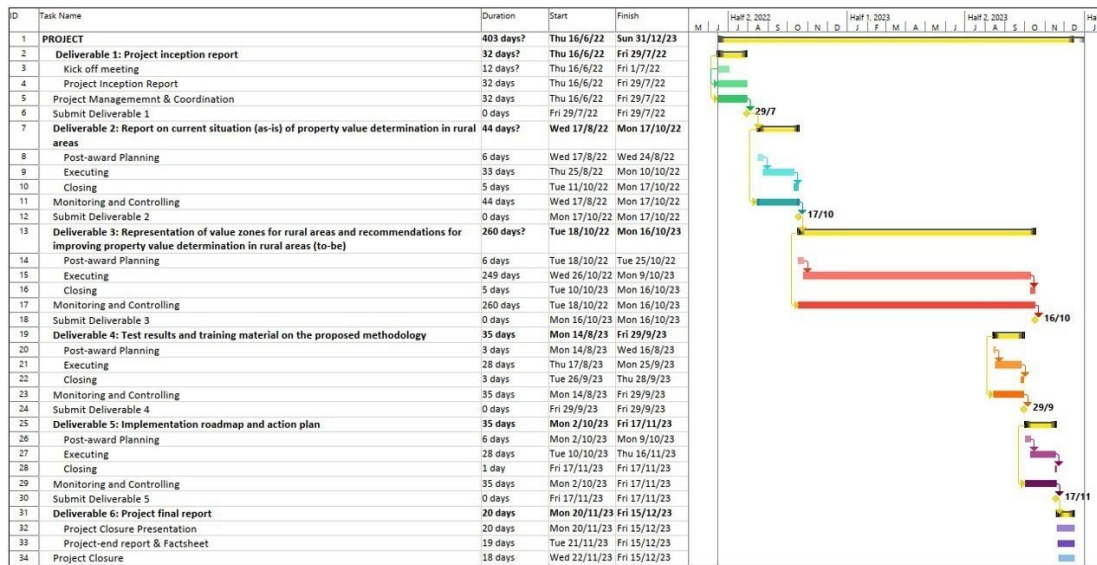 ID Task Name Duration Start Finish
Half 2, 2022 Half 1, 2023 Half 2, 2023 Ha
M J J A S O N D J F M A M J J A S O N D J
1 PROJECT 403 days? Thu 16/6/22 Sun 31/12/23
2 Deliverable 1: Project inception report 32 days? Thu 16/6/22 Fri 29/7/22
3 Kick off meeting 12 days? Thu 16/6/22 Fri 1/7/22
4 Project Inception Report 32 days Thu 16/6/22 Fri 29/7/22
5 Project Managememnt & Coordination 32 days Thu 16/6/22 Fri 29/7/22
6 Submit Deliverable 1 0 days Fri 29/7/22 Fri 29/7/22 29/7
7 Deliverable 2: Report on current situation (as-is) of property value determination in rural 44 days? Wed 17/8/22 Mon 17/10/22
areas
8 Post-award Planning 6 days Wed 17/8/22 Wed 24/8/22
9 Executing 33 days Thu 25/8/22 Mon 10/10/22
10 Closing 5 days Tue 11/10/22 Mon 17/10/22
11 Monitoring and Controlling 44 days Wed 17/8/22 Mon 17/10/22
12 Submit Deliverable 2 0 days Mon 17/10/22 Mon 17/10/22 17/10
13 Deliverable 3: Representation of value zones for rural areas and recommendations for 260 days? Tue 18/10/22 Mon 16/10/23
improving property value determination in rural areas (to-be)
14 Post-award Planning 6 days Tue 18/10/22 Tue 25/10/22
15 Executing 249 days Wed 26/10/22 Mon 9/10/23
16 Closing 5 days Tue 10/10/23 Mon 16/10/23
17 Monitoring and Controlling 260 days Tue 18/10/22 Mon 16/10/23
18 Submit Deliverable 3 0 days Mon 16/10/23 Mon 16/10/23 16/10
19 Deliverable 4: Test results and training material on the proposed methodology 35 days Mon 14/8/23 Fri 29/9/23
20 Post-award Planning 3 days Mon 14/8/23 Wed 16/8/23
21 Executing 28 days Thu 17/8/23 Mon 25/9/23
22 Closing 3 days Tue 26/9/23 Thu 28/9/23
23 Monitoring and Controlling 35 days Mon 14/8/23 Fri 29/9/23
24 Submit Deliverable 4 0 days Fri 29/9/23 Fri 29/9/23 29/9
25 Deliverable 5: Implementation roadmap and action plan 35 days Mon 2/10/23 Fri 17/11/23
26 Post-award Planning 6 days Mon 2/10/23 Mon 9/10/23
27 Executing 28 days Tue 10/10/23 Thu 16/11/23
28 Closing 1 day Fri 17/11/23 Fri 17/11/23
29 Monitoring and Controlling 35 days Mon 2/10/23 Fri 17/11/23
30 Submit Deliverable 5 0 days Fri 17/11/23 Fri 17/11/23 17/11
31 Deliverable 6: Project final report 20 days Mon 20/11/23 Fri 15/12/23
32 Project Closure Presentation 20 days Mon 20/11/23 Fri 15/12/23
33 Project-end report & Factsheet 19 days Tue 21/11/23 Fri 15/12/23
34 Project Closure 18 days Wed 22/11/23 Fri 15/12/23